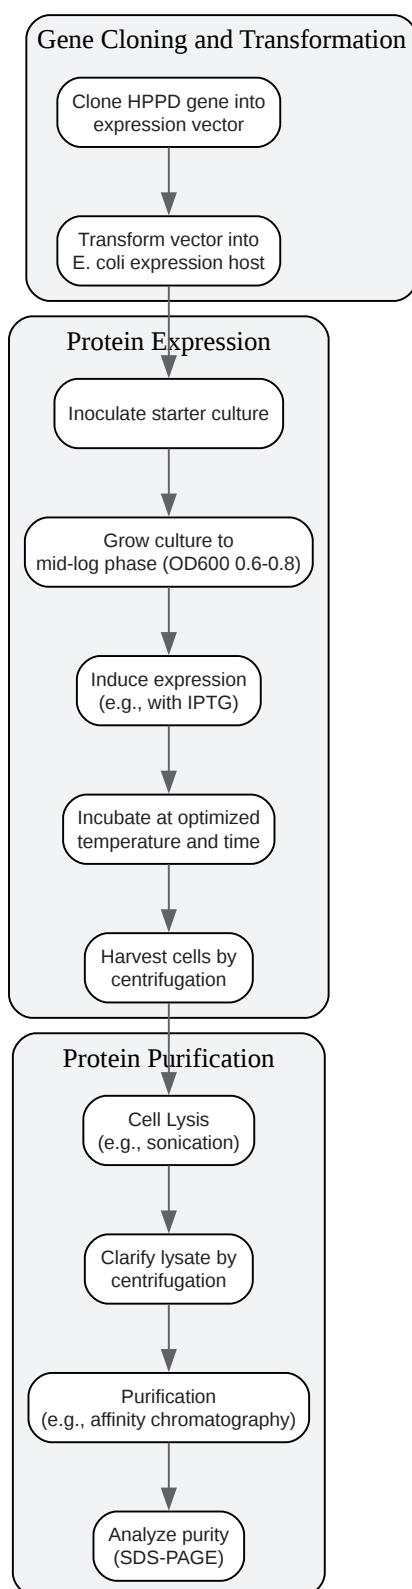 Gene Cloning and Transformation
Clone HPPD gene into
expression vector
Transform vector into
E. coli expression host
Protein Expression
Inoculate starter culture
Grow culture to
mid-log phase (OD600 0.6-0.8)
Induce expression
(e.g., with IPTG)
Incubate at optimized
temperature and time
Harvest cells by
centrifugation
Protein Purification
Cell Lysis
(e.g., sonication)
Clarify lysate by
centrifugation
Purification
(e.g., affinity chromatography)
Analyze purity
(SDS-PAGE)